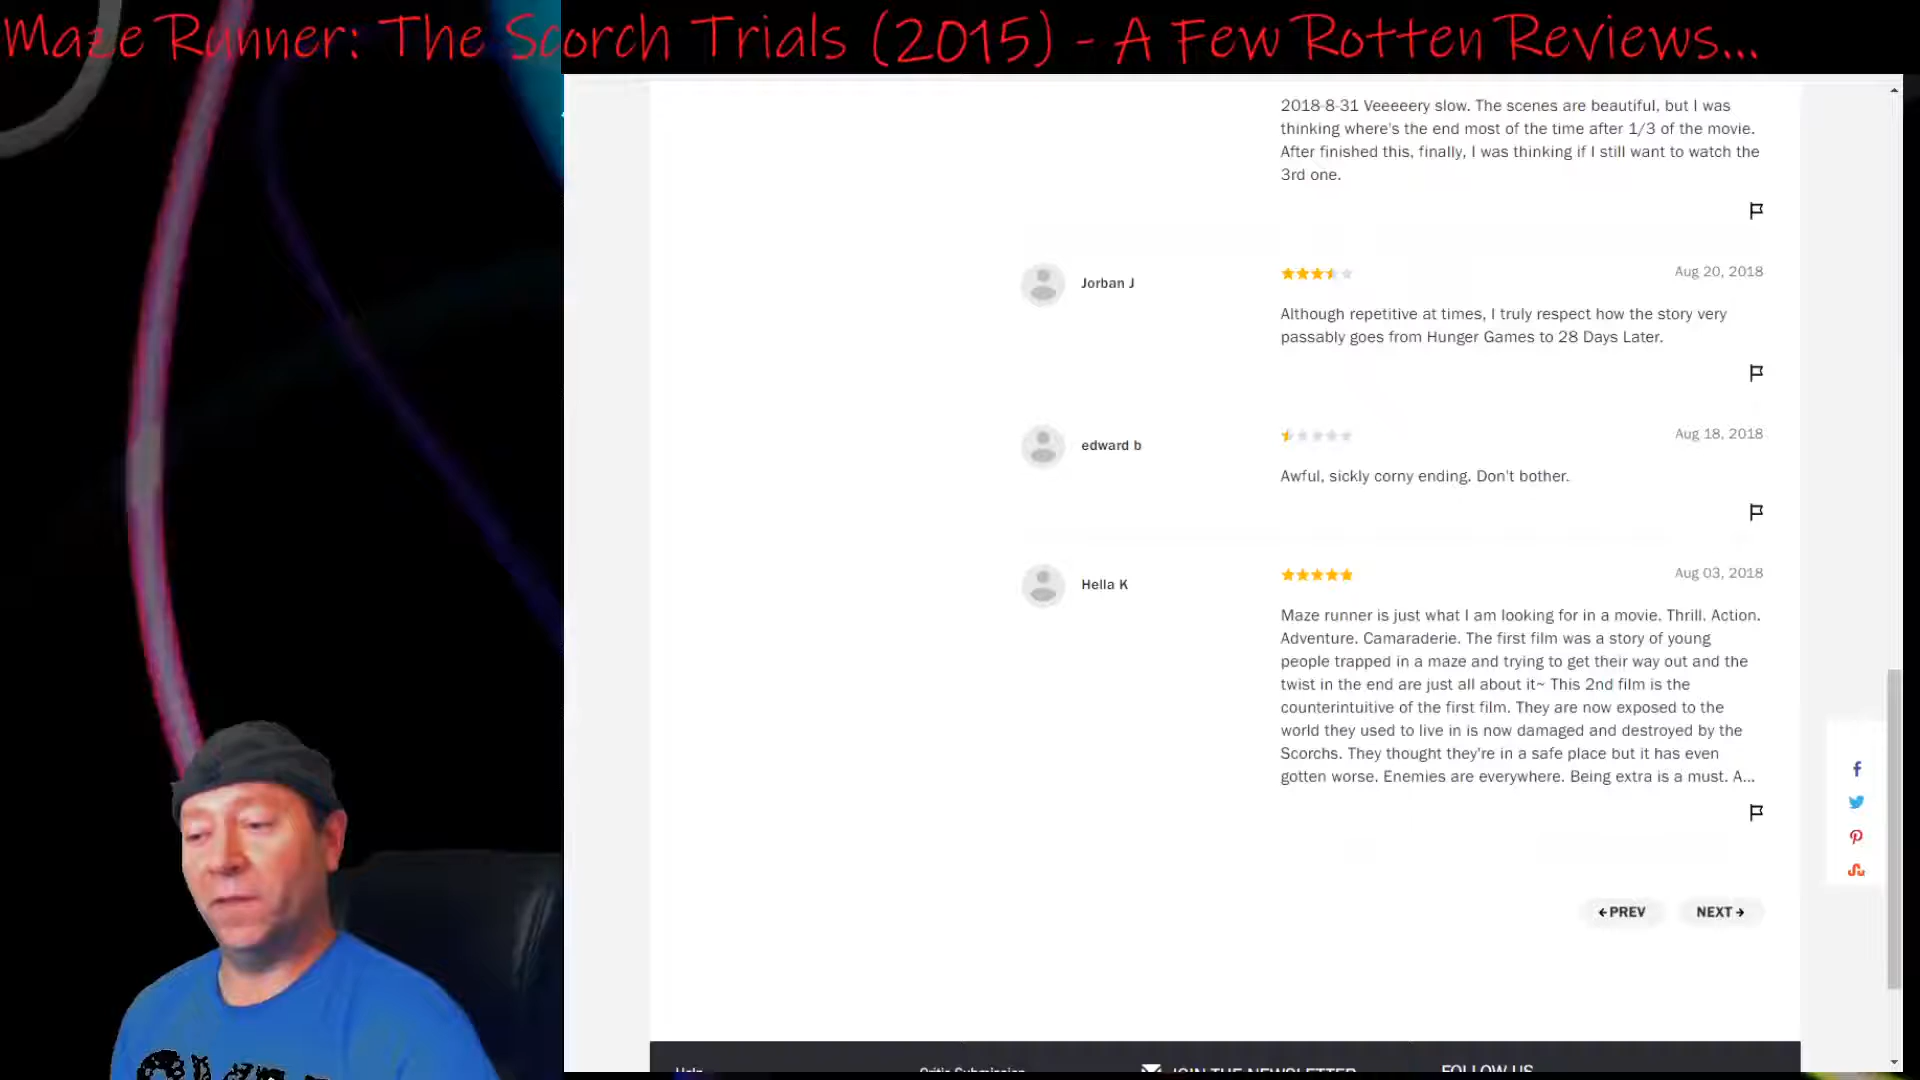 Maze Runner: The Scorch Trials (2015) - A Few Rotten Reviews...
2018-8-31 Veeeeery slow. The scenes are beautiful, but I was
thinking where's the end most of the time after 1/3 of the movie.
After finished this, finally, I was thinking if I still want to watch the
3rd one.
Jorban J
Aug 20, 2018
Although repetitive at times, I truly respect how the story very
passably goes from Hunger Games to 28 Days Later.
edward b
Aug 18, 2018
Awful, sickly corny ending. Don't bother.
Hella K
Aug 03, 2018
Maze runner is just what I am looking for in a movie. Thrill. Action.
Adventure. Camaraderie. The first film was a story of young
people trapped in a maze and trying to get their way out and the
twist in the end are just all about it~ This 2nd film is the
counterintuitive of the first film. They are now exposed to the
world they used to live in is now damaged and destroyed by the
Scorchs. They thought they're in a safe place but it has even
gotten worse. Enemies are everywhere. Being extra is a must. A...
PREV NEXT
Help Critic Submission JOIN THE NEWSLETTER FOLLOW US